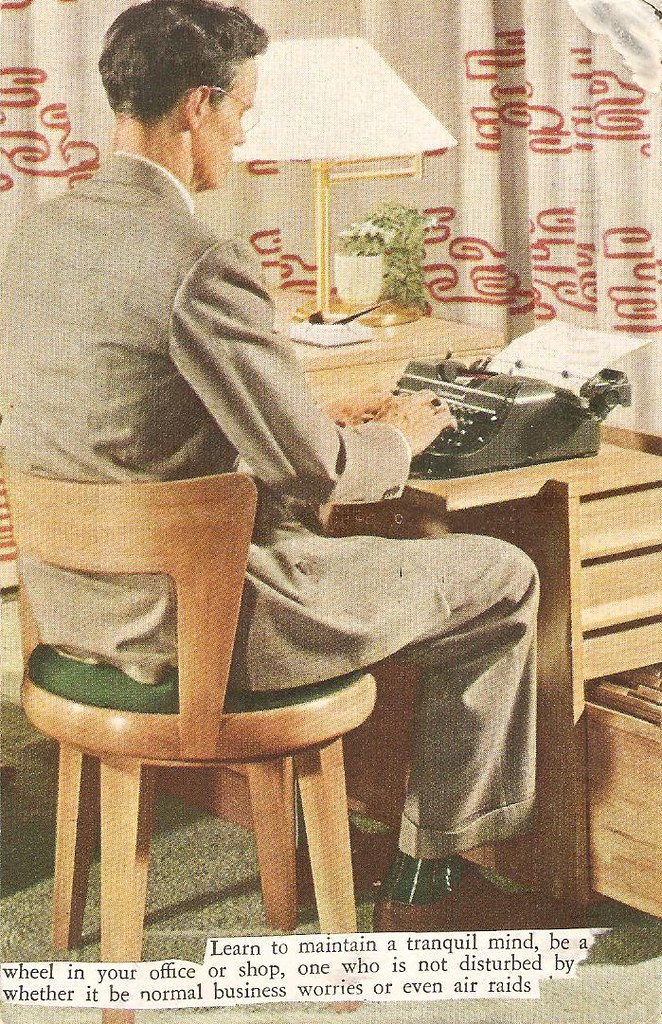 Learn to maintain a tranquil mind, be a
wheel in your office or shop, one who is not disturbed by
whether it be normal business worries or even air raids